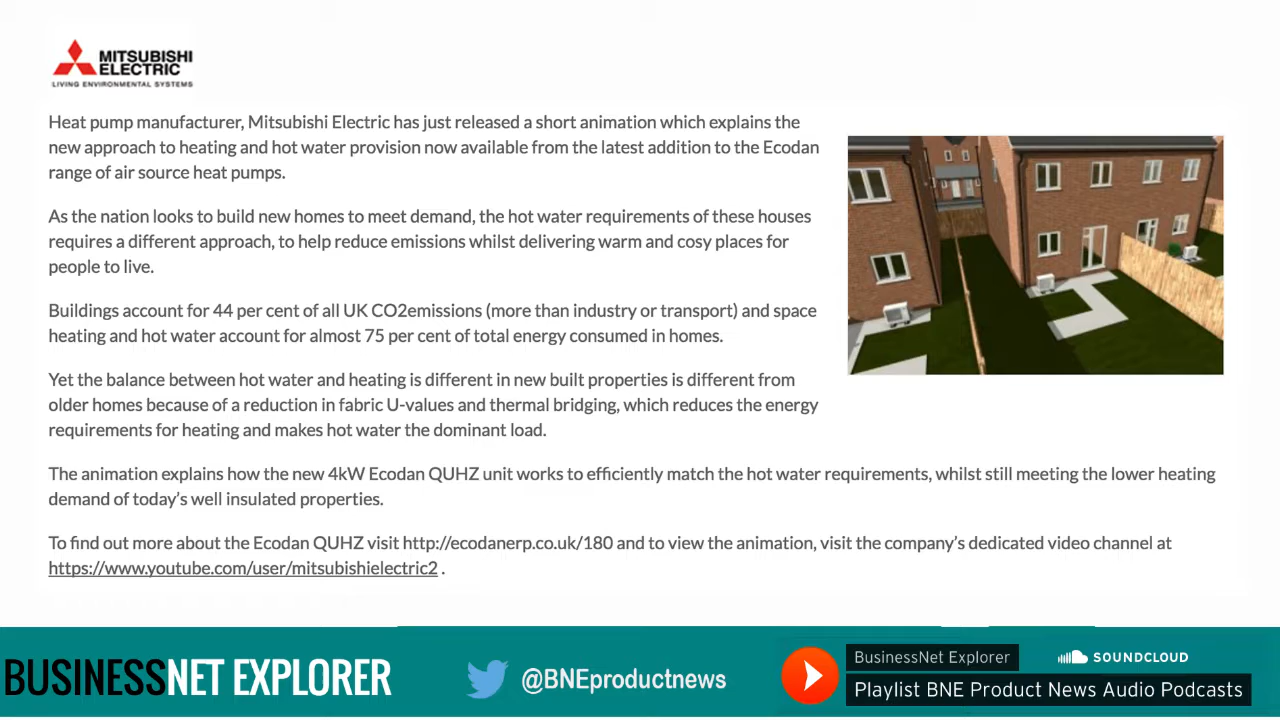 MITSUBISHI
ELECTRIC
LIVING ENVIRONMENTAL SYSTEMS
Heat pump manufacturer, Mitsubishi Electric has just released a short animation which explains the
new approach to heating and hot water provision now available from the latest addition to the Ecodan
range of air source heat pumps.
As the nation looks to build new homes to meet demand, the hot water requirements of these houses
requires a different approach, to help reduce emissions whilst delivering warm and cosy places for
people to live.
Buildings account for 44 per cent of all UK CO2emissions (more than industry or transport) and space
heating and hot water account for almost 75 per cent of total energy consumed in homes.
Yet the balance between hot water and heating is different in new built properties is different from
older homes because of a reduction in fabric U-values and thermal bridging, which reduces the energy
requirements for heating and makes hot water the dominant load.
The animation explains how the new 4kW Ecodan QUHZ unit works to efficiently match the hot water requirements, whilst still meeting the lower heating
demand of today's well insulated properties.
To find out more about the Ecodan QUHZ visit http://ecodanerp.co.uk/180 and to view the animation, visit the company's dedicated video channel at
https://www.youtube.com/user/mitsubishielectric2 .
BUSINESSNET EXPLORER
@BNEproductnews
BusinessNet Explorer
SOUNDCLOUD
Playlist BNE Product News Audio Podcasts